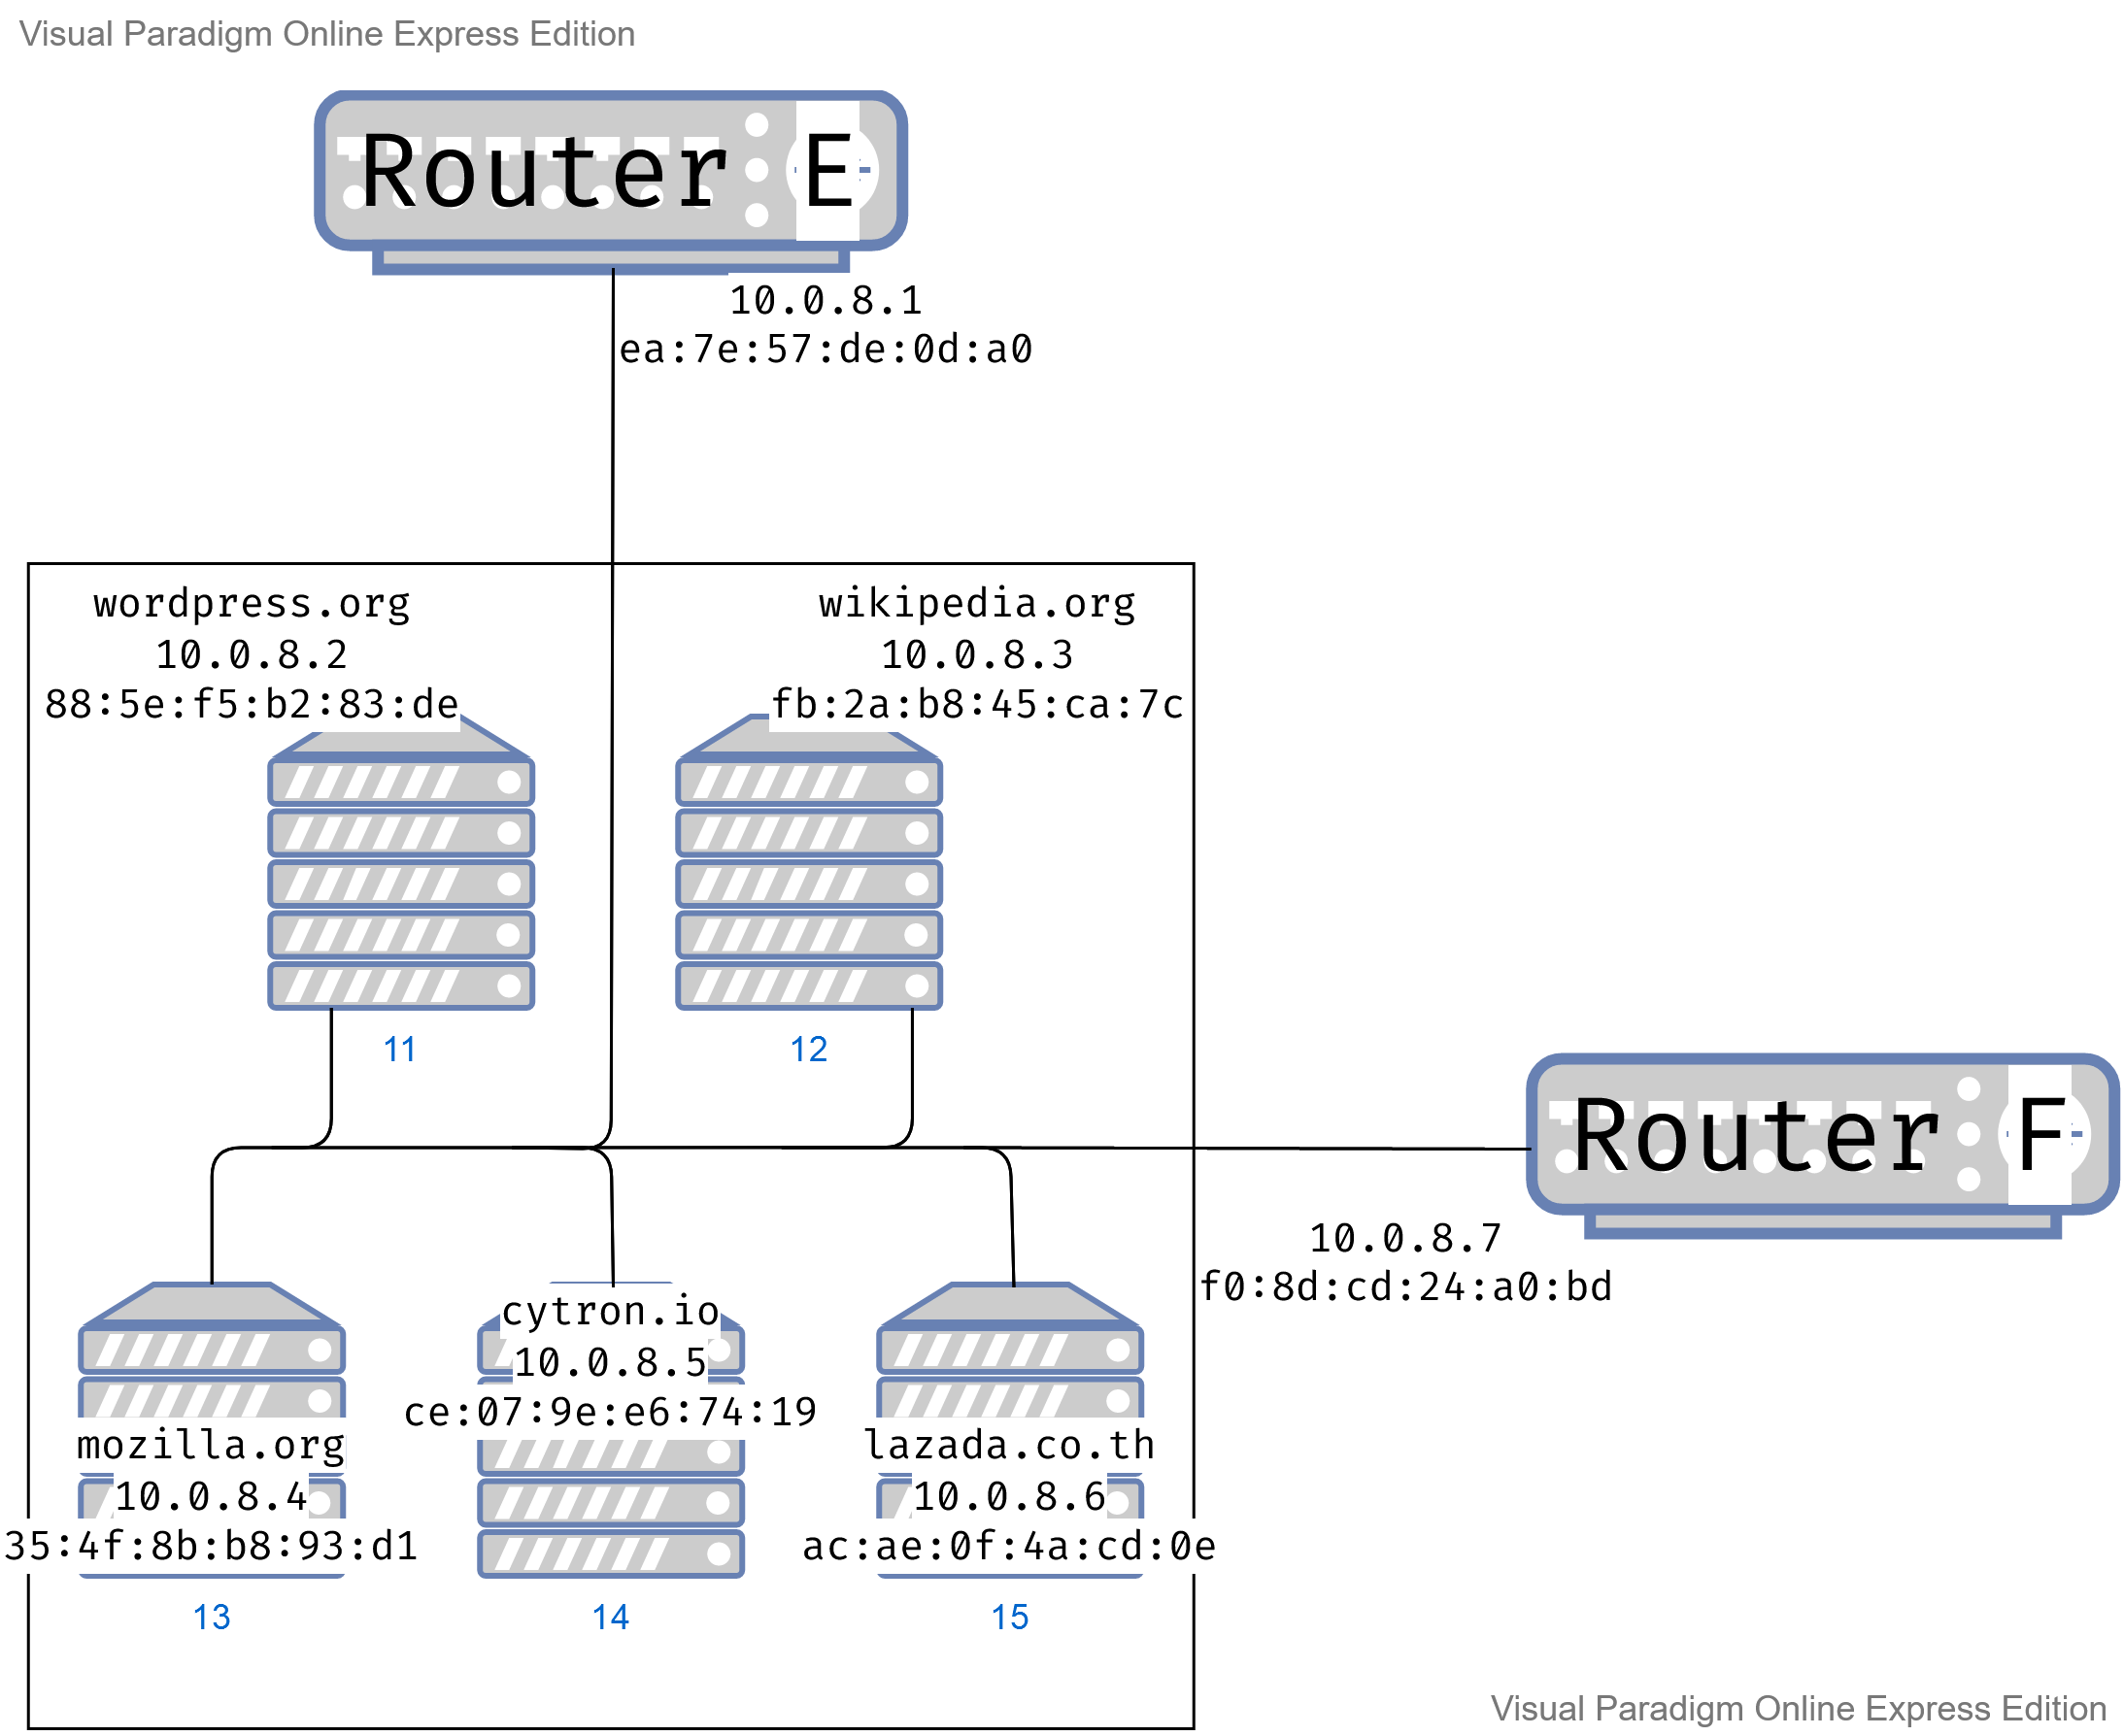 Visual Paradigm Online Express Edition
Router E
10.0.8.1
ea:7e:57:de:0d:a0
wordpress.org
10.0.8.2
88:5e:f5:b2:83:de
wikipedia.org
10.0.8.3
fb:2a:b8:45:ca:7c
11
12
Router F
10.0.8.7
f0:8d:cd:24:a0:bd
mozilla.org
10.0.8.4
35:4f:8b:b8:93:d1
13
cytron.io
10.0.8.5
ce:07:9e:e6:74:19
14
lazada.co.th
10.0.8.6
ac:ae:0f:4a:cd:0e
15
Visual Paradigm Online Express Edition